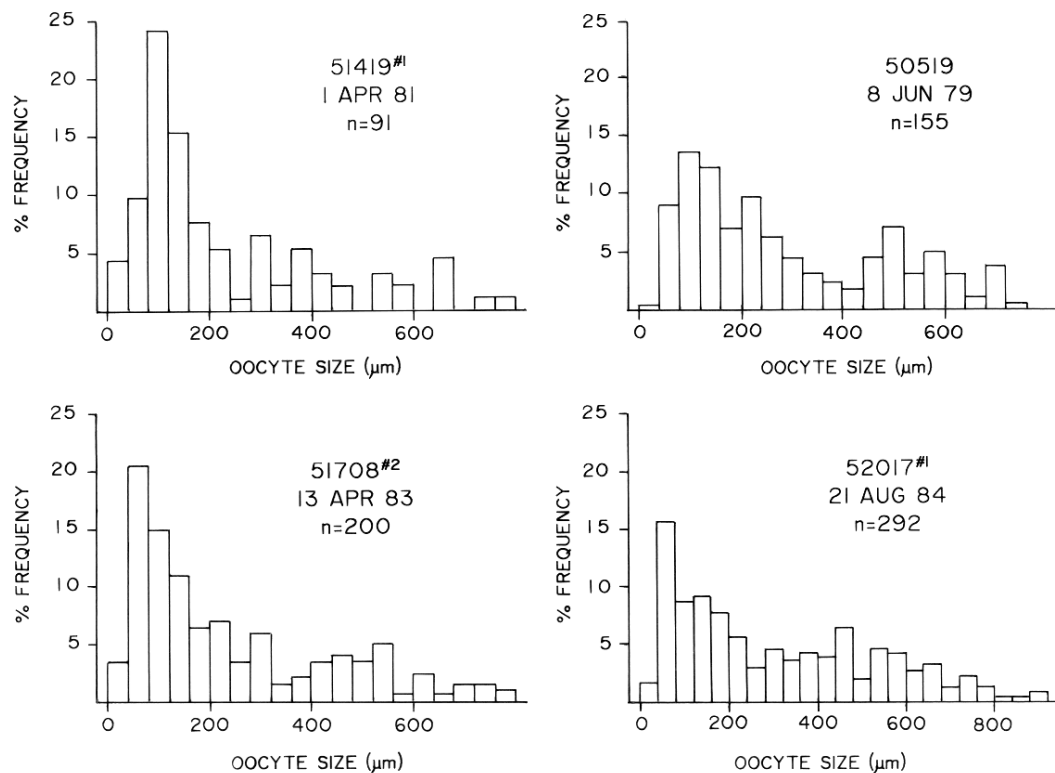 25
20
15
10
5
% FREQUENCY
51419#1
1 APR 81
n=91
0 200 400 600
OOCYTE SIZE (μm)
25
20
15
10
5
% FREQUENCY
50519
8 JUN 79
n=155
0 200 400 600
OOCYTE SIZE (μm)
25
20
15
10
5
% FREQUENCY
51708#2
13 APR 83
n=200
0 200 400 600
OOCYTE SIZE (μm)
25
20
15
10
5
% FREQUENCY
52017#1
21 AUG 84
n=292
0 200 400 600 800
OOCYTE SIZE (μm)